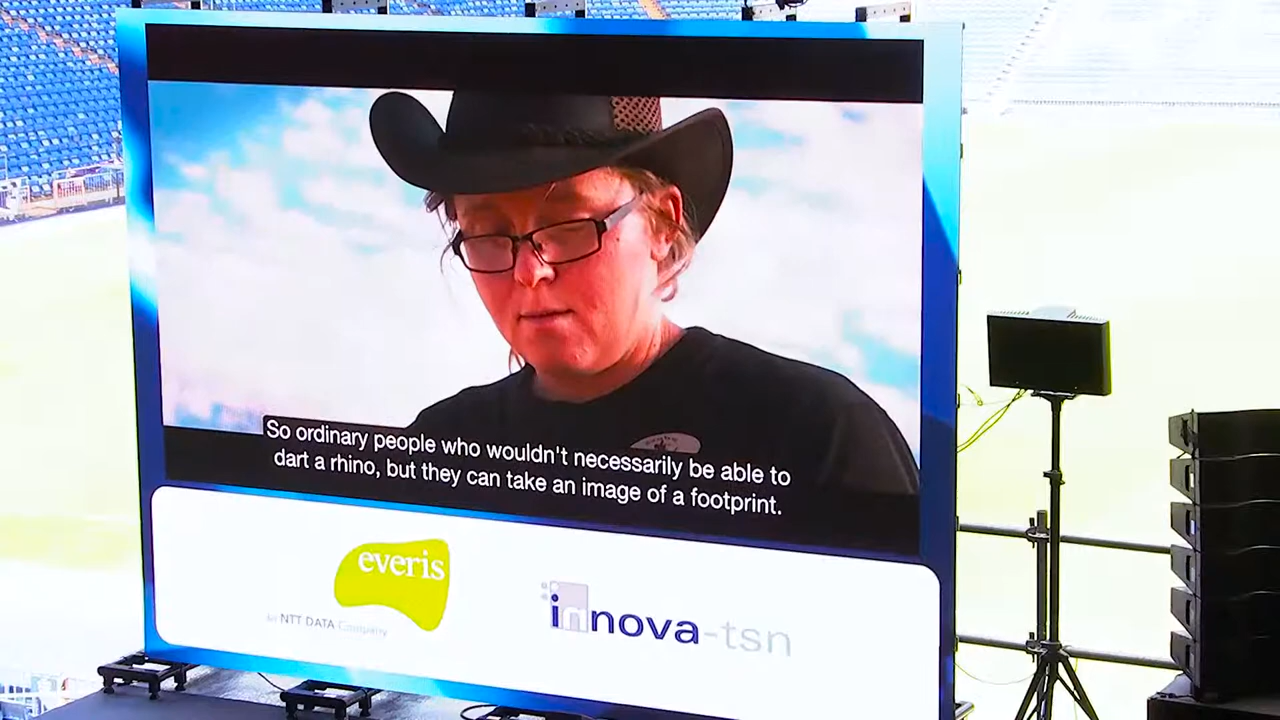 So ordinary people who wouldn't necessarily be able to
dart a rhino, but they can take an image of a footprint.
everis
an NTT DATA Company
innova-tsn